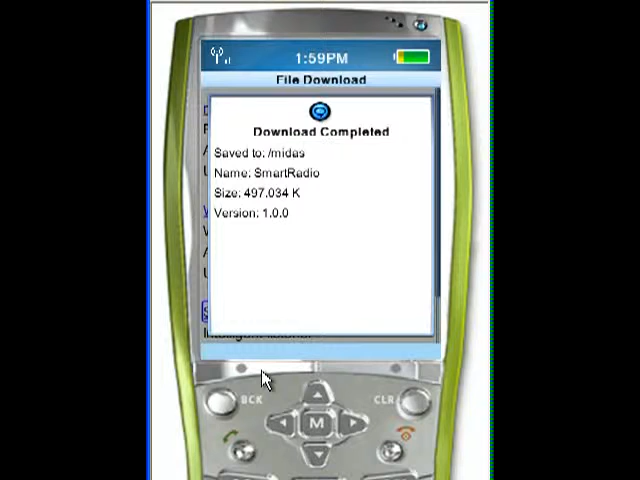 1:59PM
File Download
Download Completed
Saved to: /midas
Name: SmartRadio
Size: 497.034 K
Version: 1.0.0
BCK
CLR
M